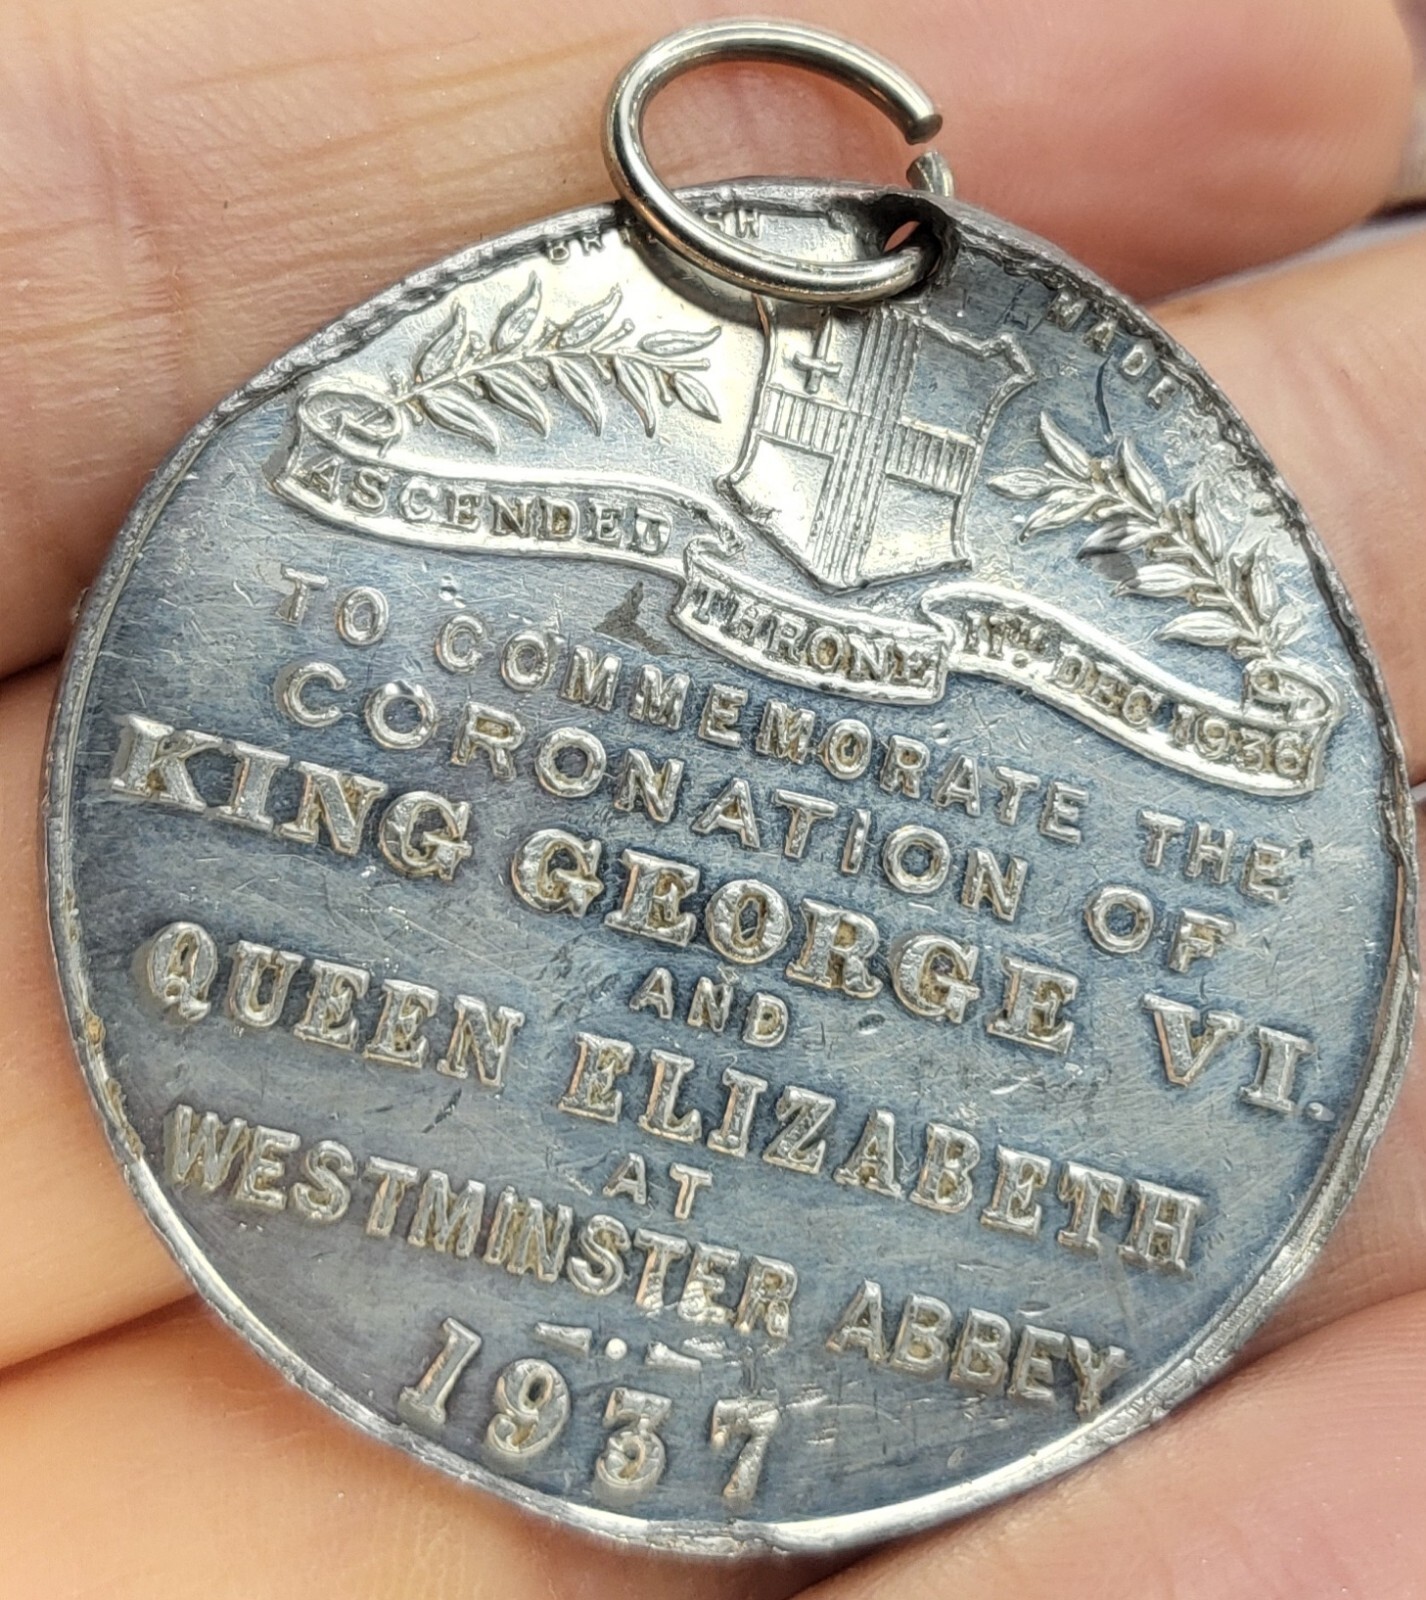 MADE
ASCENDED THRONE 11TH DEC 1936
TO COMMEMORATE THE
CORONATION OF
KING GEORGE VI.
AND
QUEEN ELIZABETH
AT
WESTMINSTER ABBEY
1937